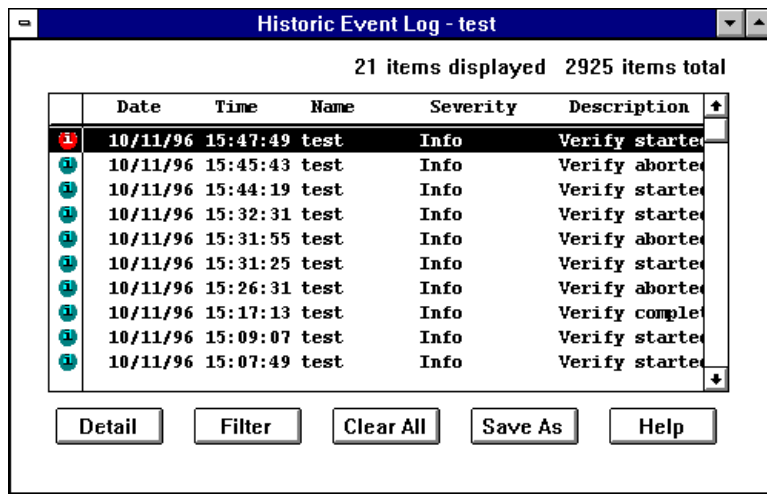 Historic Event Log - test
21 items displayed 2925 items total
Date Time Name Severity Description
i 10/11/96 15:47:49 test Info Verify started
i 10/11/96 15:45:43 test Info Verify aborted
i 10/11/96 15:44:19 test Info Verify started
i 10/11/96 15:32:31 test Info Verify started
i 10/11/96 15:31:55 test Info Verify aborted
i 10/11/96 15:31:25 test Info Verify started
i 10/11/96 15:26:31 test Info Verify aborted
i 10/11/96 15:17:13 test Info Verify complet
i 10/11/96 15:09:07 test Info Verify started
i 10/11/96 15:07:49 test Info Verify started
Detail Filter Clear All Save As Help